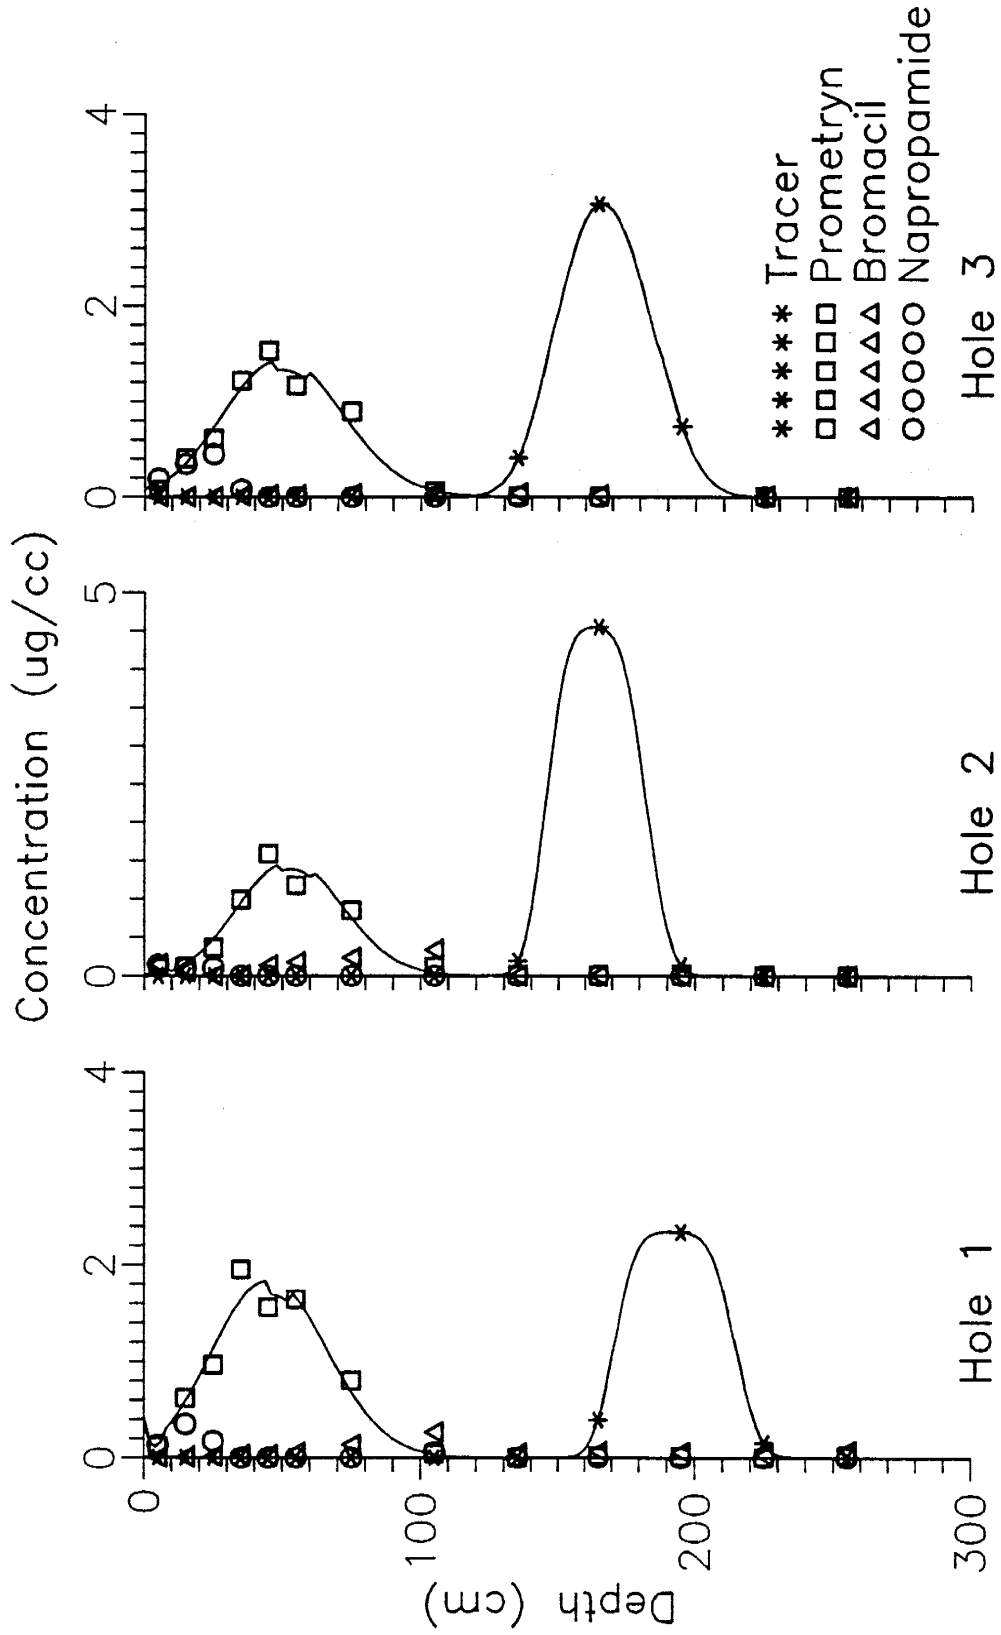 Concentration (ug/cc)
0 2 4
0 5
0 2 4
Depth (cm)
0
100
200
300
Tracer
Prometryn
Bromacil
Napropamide
Hole 1
Hole 2
Hole 3